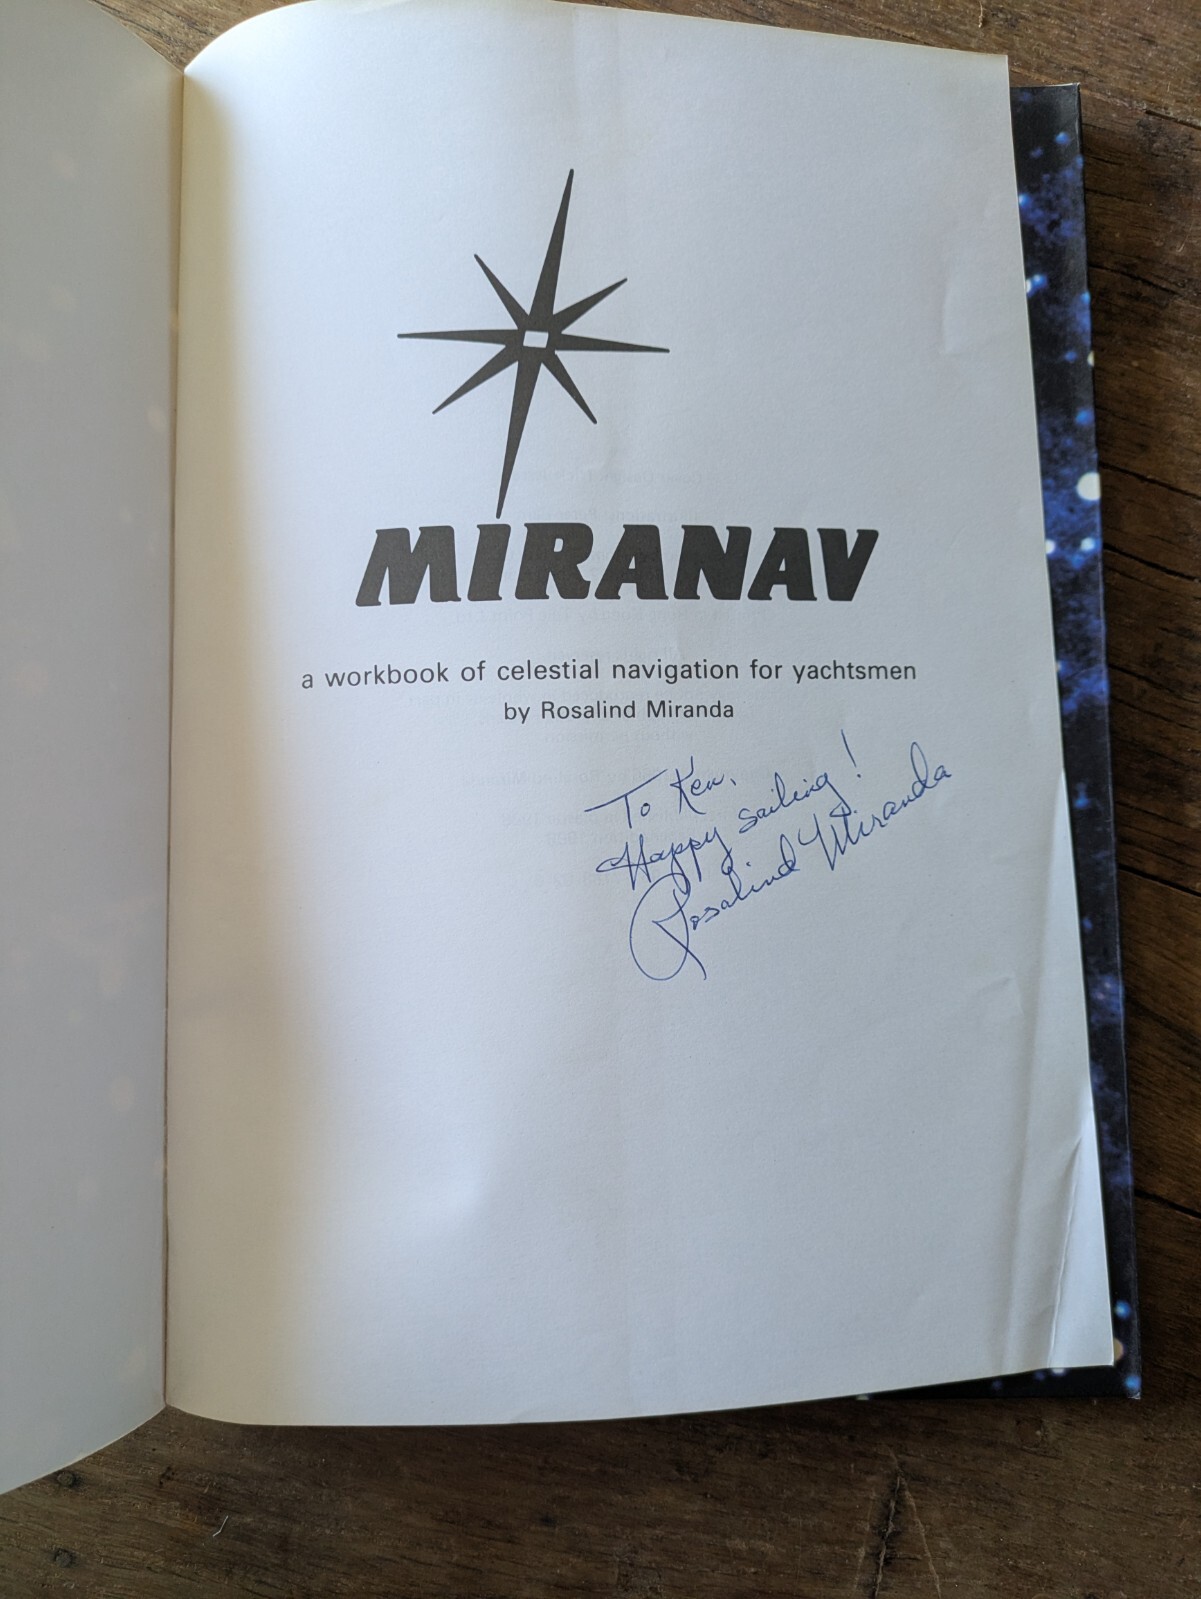 MIRANAV
a workbook of celestial navigation for yachtsmen
by Rosalind Miranda
To Ken,
Happy sailing!
Rosalind Miranda